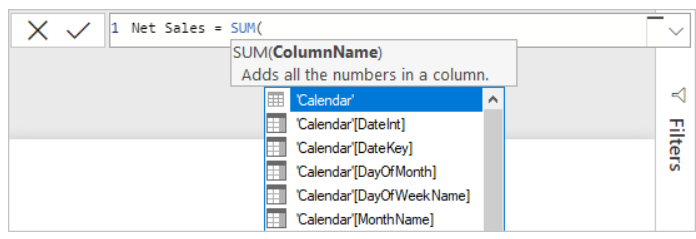 1 Net Sales = SUM(
SUM(ColumnName)
Adds all the numbers in a column.
'Calendar'
'Calendar'[DateInt]
'Calendar'[DateKey]
'Calendar'[DayOfMonth]
'Calendar'[DayOfWeekName]
'Calendar'[MonthName]
Filters